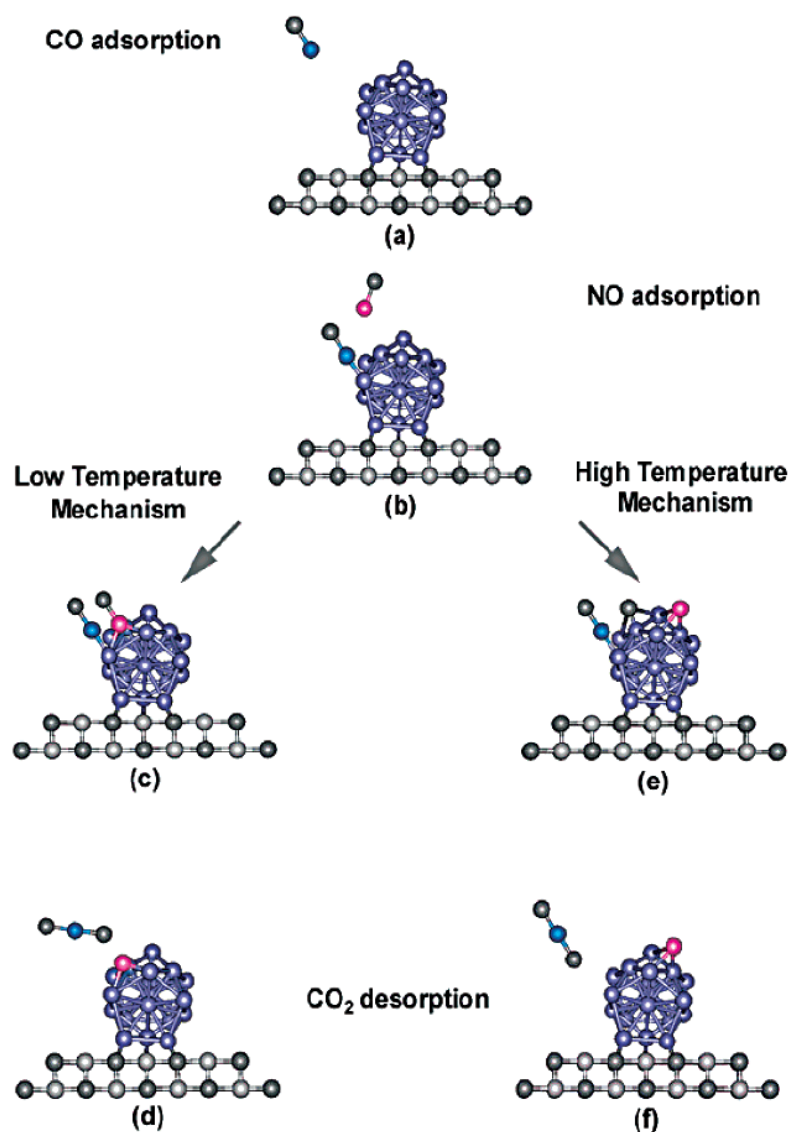 CO adsorption
(a)
NO adsorption
(b)
Low Temperature
Mechanism
High Temperature
Mechanism
(c)
(e)
CO₂ desorption
(d)
(f)